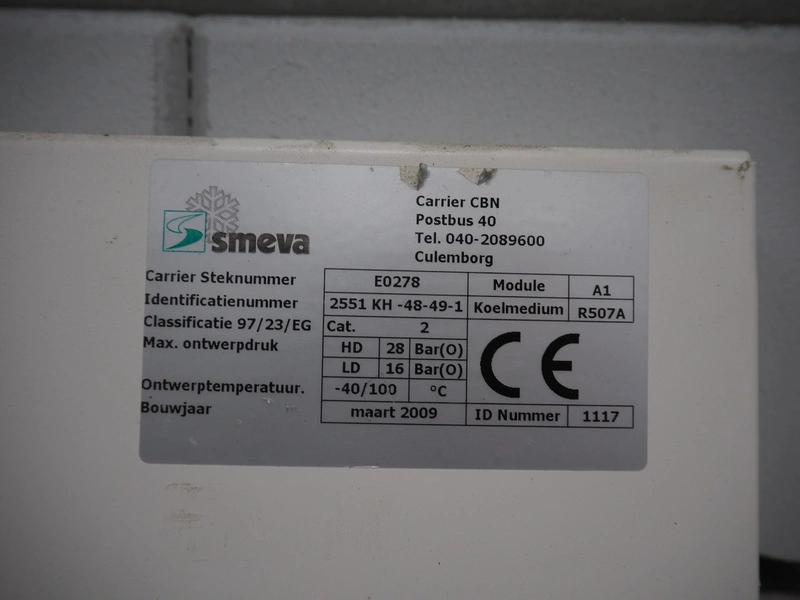 smeva
Carrier CBN
Postbus 40
Tel. 040-2089600
Culemborg
Carrier Steknummer E0278 Module A1
Identificatienummer 2551 KH -48-49-1 Koelmedium R507A
Classificatie 97/23/EG Cat. 2
Max. ontwerpdruk HD 28 Bar(O)
LD 16 Bar(O)
CE
Ontwerptemperatuur. -40/100 °C
Bouwjaar maart 2009 ID Nummer 1117